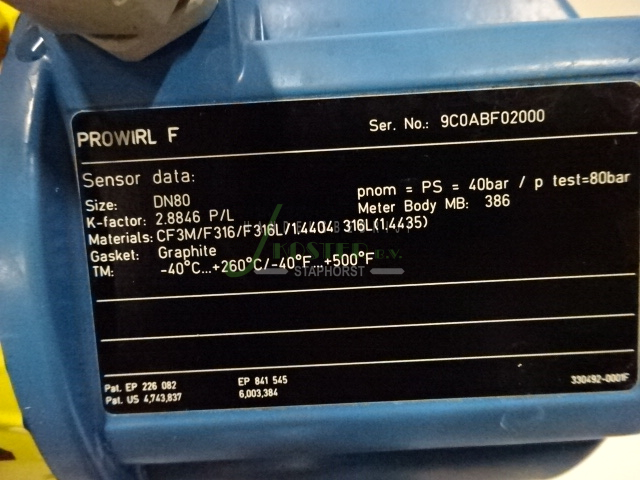 PROWIRL F
Ser. No.: 9C0ABF02000
Sensor data:
Size: DN80
pnom = PS = 40bar / p test=80bar
K-factor: 2.8846 P/L
Meter Body MB: 386
Materials: CF3M/F316/F316L/1.4404 316L(1.4435)
Gasket: Graphite
TM: -40°C...+260°C/-40°F...+500°F
KOSTER B.V.
STAPHORST
Pat. EP 226 082 EP 841 545
Pat. US 4,743,837 6,003,384
330492-0001F